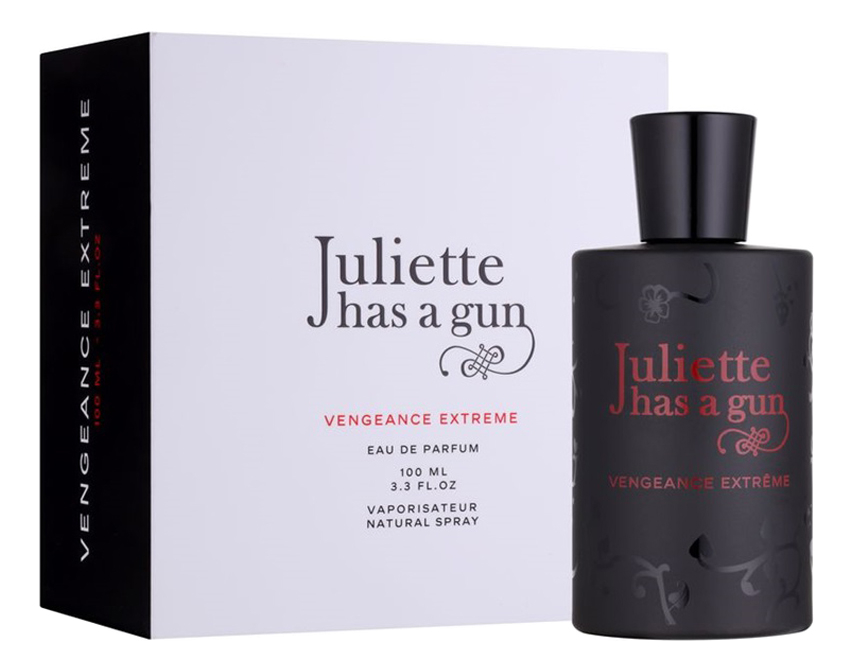 VENGEANCE EXTREME
100 ML - 3.3 FL.OZ
Juliette
has a gun
VENGEANCE EXTREME
EAU DE PARFUM
100 ML
3.3 FL.OZ
VAPORISATEUR
NATURAL SPRAY
Juliette
has a gun
VENGEANCE EXTRÊME